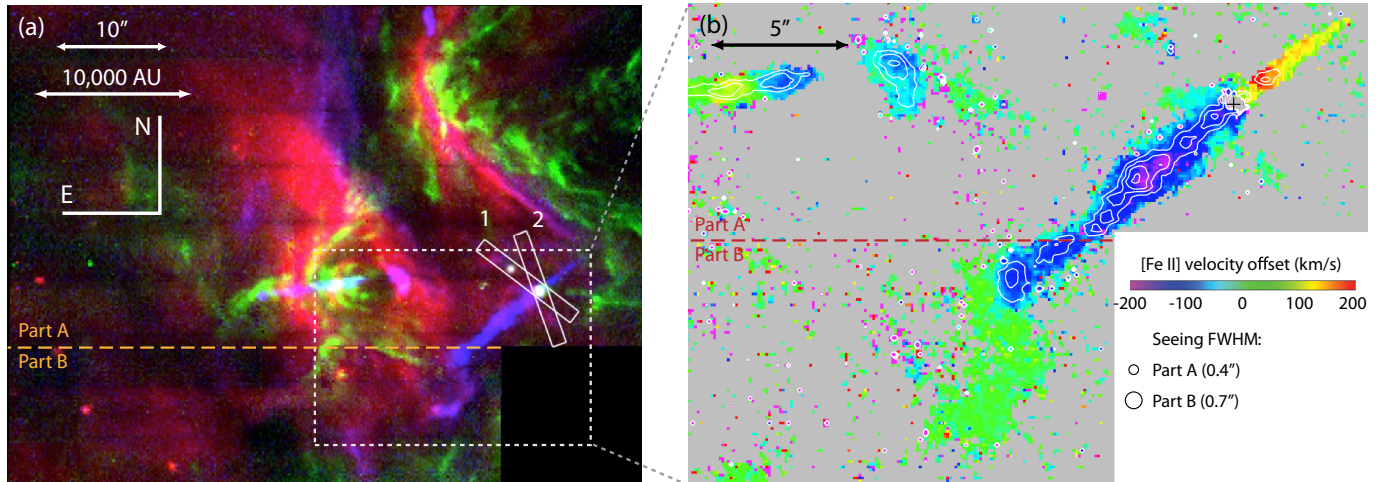 (a)
10″
10,000 AU
N
E
1
2
Part A
Part B
(b)
5″
Part A
Part B
[Fe II] velocity offset (km/s)
-200 -100 0 100 200
Seeing FWHM:
Part A (0.4″)
Part B (0.7″)